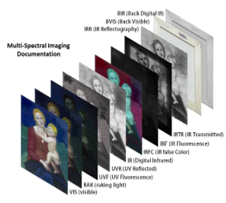 BIR (Back Digital IR)
BVIS (Back Visible)
IRR (IR Reflectography)
Multi-Spectral Imaging
Documentation
IRTR (IR Transmitted)
IRF (IR Fluorescence)
IRFC (IR false Color)
IR (Digital Infrared)
UVR (UV Reflected)
UVF (UV Fluorescence)
RAK (raking light)
VIS (visible)